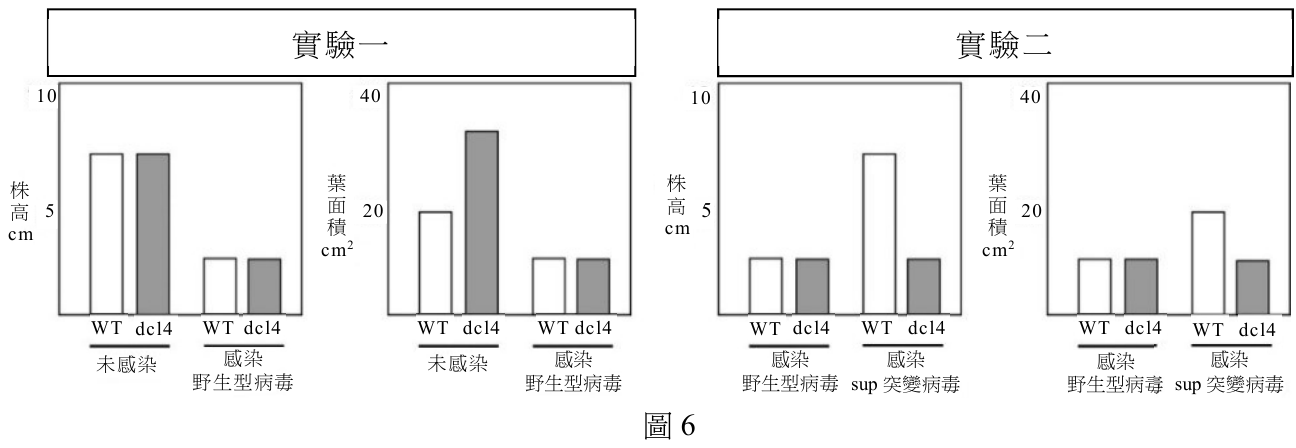 實驗一
10
5
株高
cm
WT dcl4 WT dcl4
未感染
感染
野生型病毒
40
20
葉面積
cm²
WT dcl4 WT dcl4
未感染
感染
野生型病毒
實驗二
10
5
株高
cm
WT dcl4 WT dcl4
感染
野生型病毒
感染
sup 突變病毒
40
20
葉面積
cm²
WT dcl4 WT dcl4
感染
野生型病毒
感染
sup 突變病毒
圖 6